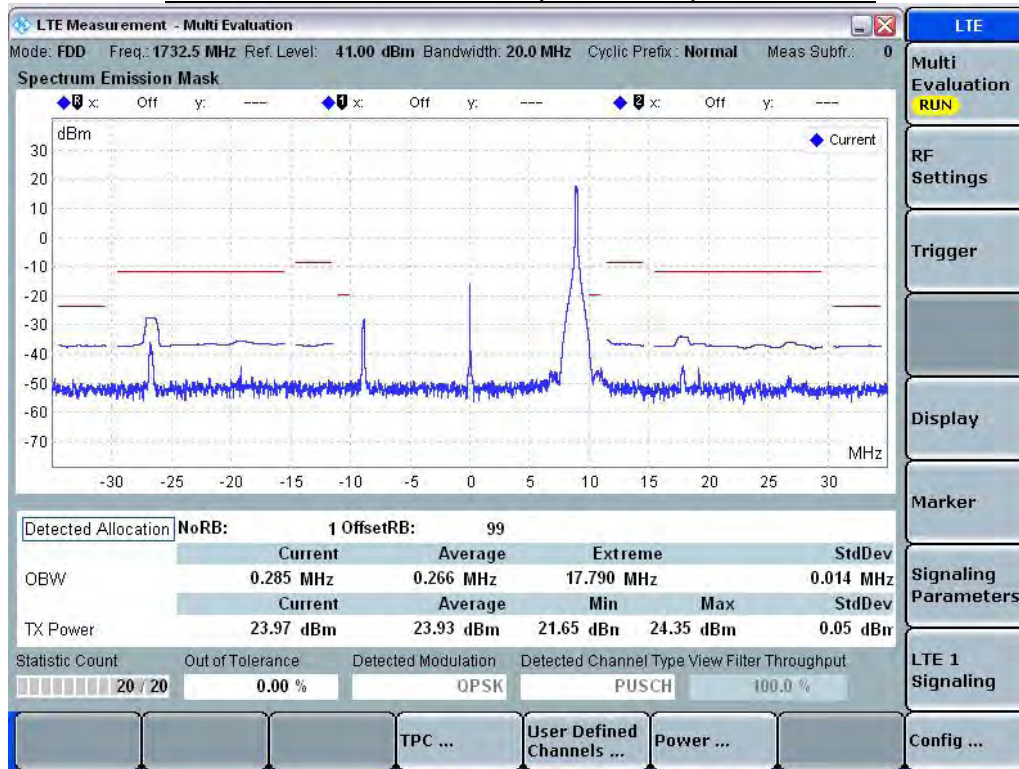 LTE Measurement - Multi Evaluation
LTE
Mode: FDD Freq.: 1732.5 MHz Ref. Level: 41.00 dBm Bandwidth: 20.0 MHz Cyclic Prefix: Normal Meas Subfr.: 0
Spectrum Emission Mask
R x: Off y: --- 1 x: Off y: --- 2 x: Off y: ---
Multi Evaluation
RUN
dBm
Current
30
20
10
0
-10
-20
-30
-40
-50
-60
-70
MHz
-30 -25 -20 -15 -10 -5 0 5 10 15 20 25 30
RF Settings
Trigger
Display
Marker
Signaling Parameters
LTE 1 Signaling
Detected Allocation NoRB: 1 OffsetRB: 99
Current Average Extreme StdDev
OBW 0.285 MHz 0.266 MHz 17.790 MHz 0.014 MHz
Current Average Min Max StdDev
TX Power 23.97 dBm 23.93 dBm 21.65 dBm 24.35 dBm 0.05 dBm
Statistic Count Out of Tolerance Detected Modulation Detected Channel Type View Filter Throughput
20 / 20 0.00 % QPSK PUSCH 100.0 %
TPC ... User Defined Channels ... Power ... Config ...